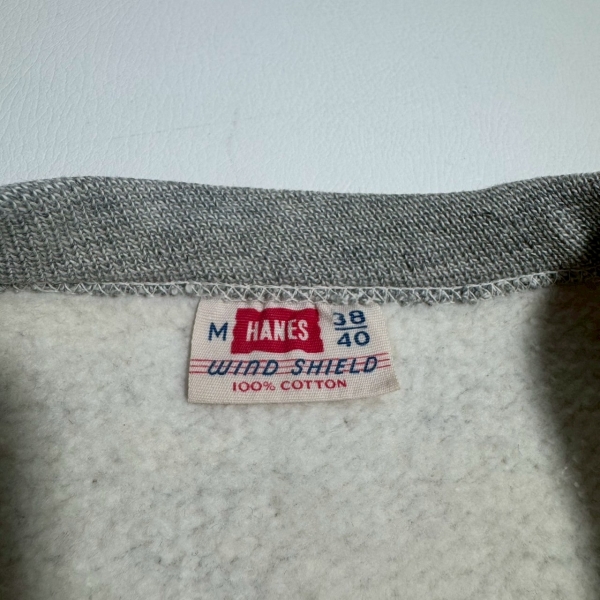 M HANES 38
40
WIND SHIELD
100% COTTON